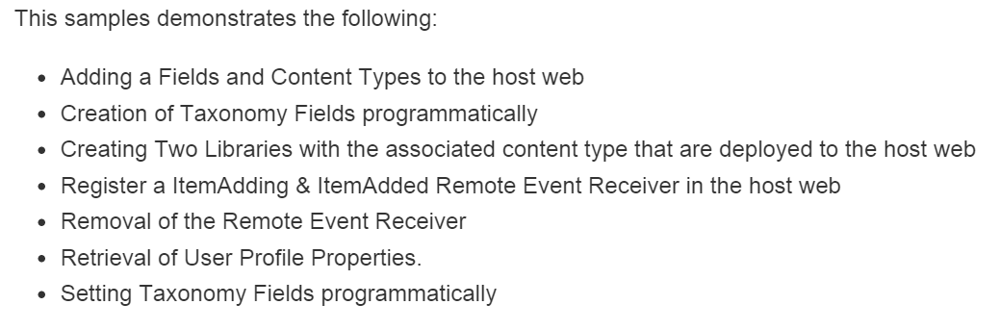 This samples demonstrates the following:
• Adding a Fields and Content Types to the host web
• Creation of Taxonomy Fields programmatically
• Creating Two Libraries with the associated content type that are deployed to the host web
• Register a ItemAdding & ItemAdded Remote Event Receiver in the host web
• Removal of the Remote Event Receiver
• Retrieval of User Profile Properties.
• Setting Taxonomy Fields programmatically